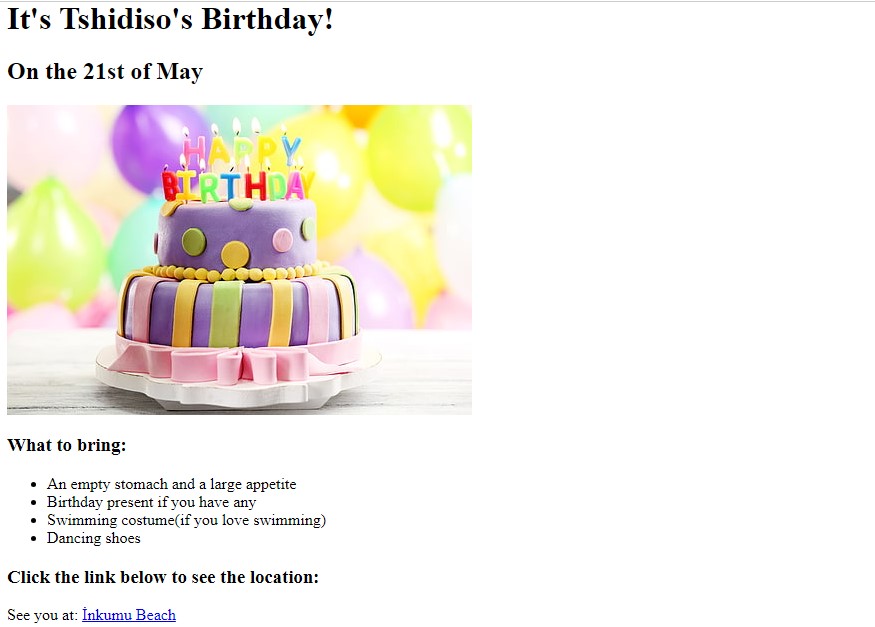 It's Tshidiso's Birthday!
On the 21st of May
HAPPY
BIRTHDAY
What to bring:
An empty stomach and a large appetite
Birthday present if you have any
Swimming costume(if you love swimming)
Dancing shoes
Click the link below to see the location:
See you at: İnkumu Beach